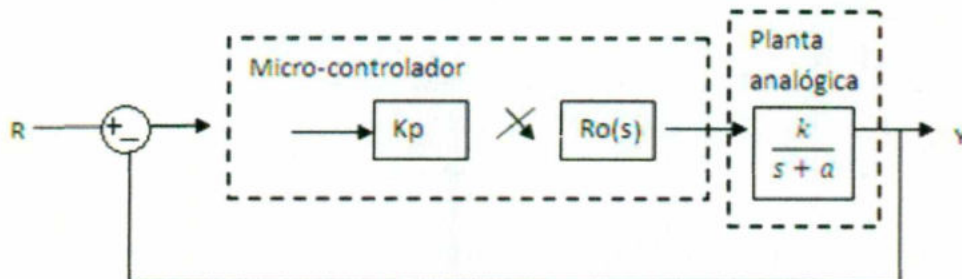 Planta
analógica
Micro-controlador
R
+
−
Kp
Ro(s)
k
s + a
Y